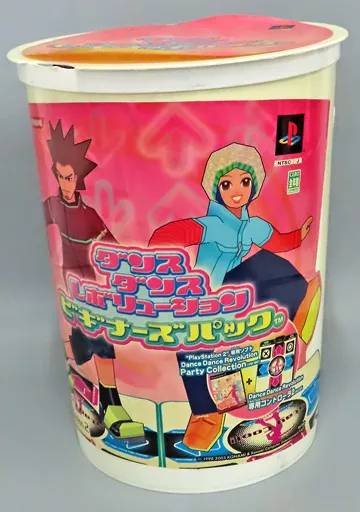 NTSC J
ダンス
ダンス
レボリューション
ビギナーズパック™
"PlayStation 2"専用ソフト
Dance Dance Revolution
Party Collection
+
Dance Dance Revolution
専用コントローラ